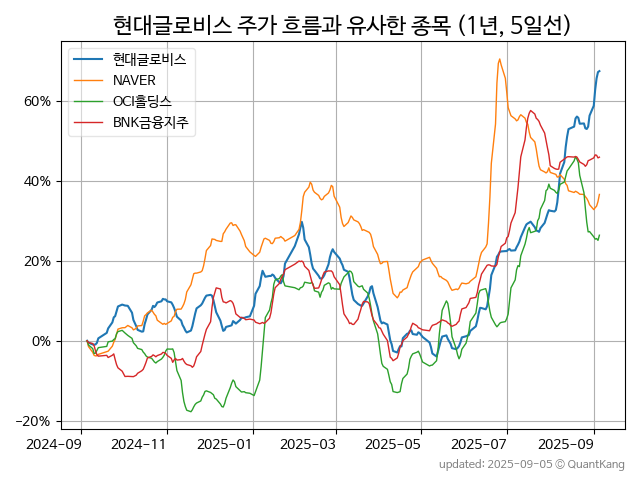 현대글로비스 주가 흐름과 유사한 종목 (1년, 5일선)
현대글로비스
NAVER
OCI홀딩스
BNK금융지주
60%
40%
20%
0%
−20%
2024-09 2024-11 2025-01 2025-03 2025-05 2025-07 2025-09
updated: 2025-09-05 © QuantKang